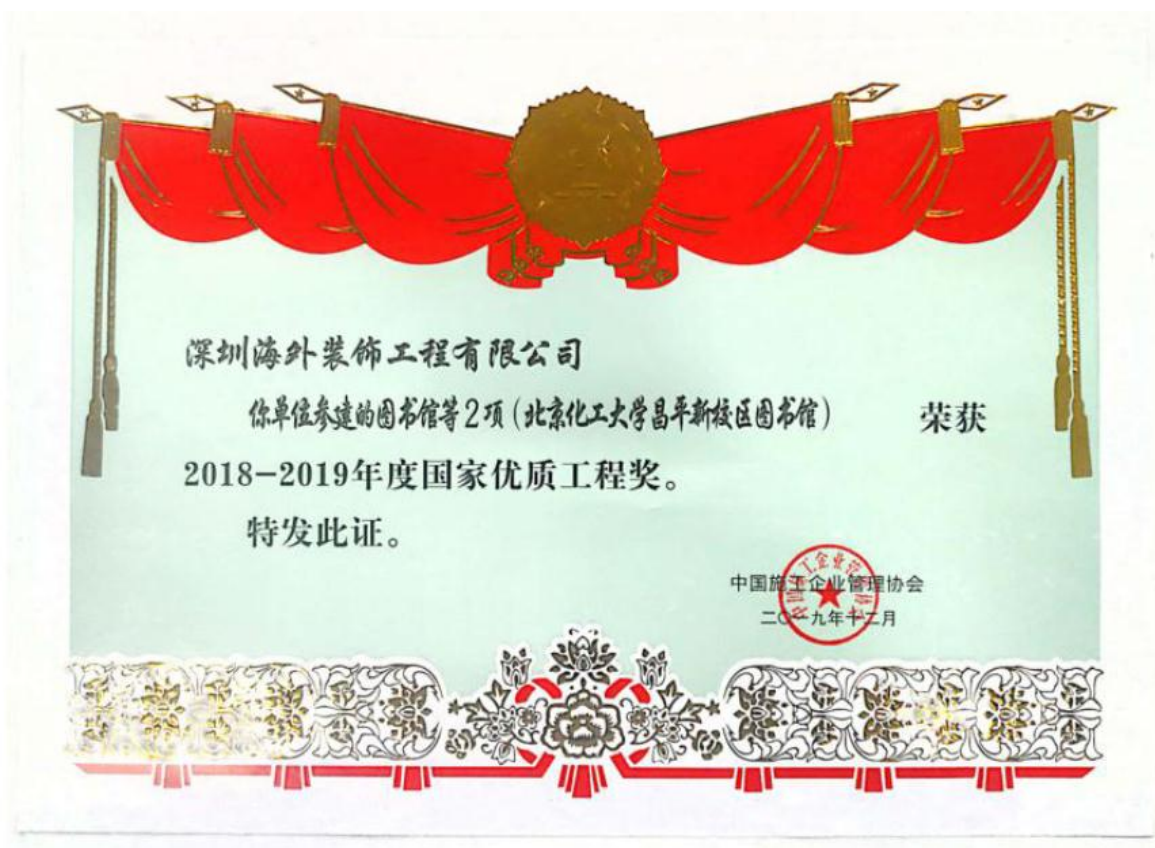 深圳海外装饰工程有限公司
你单位参建的图书馆等2项（北京化工大学昌平新校区图书馆） 荣获
2018-2019年度国家优质工程奖。
特发此证。
中国施工企业管理协会
二〇一九年十二月